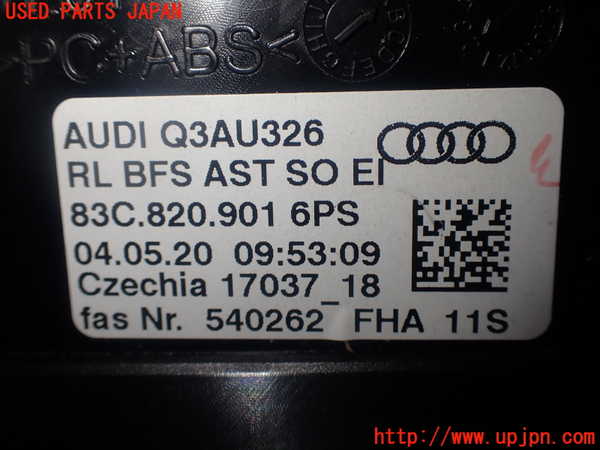 USED PARTS JAPAN
>PC+ABS<
AUDI Q3AU326
RL BFS AST SO EI
83C.820.901 6PS
04.05.20 09:53:09
Czechia 17037_18
fas Nr. 540262 FHA 11S
http://www.upjpn.com/